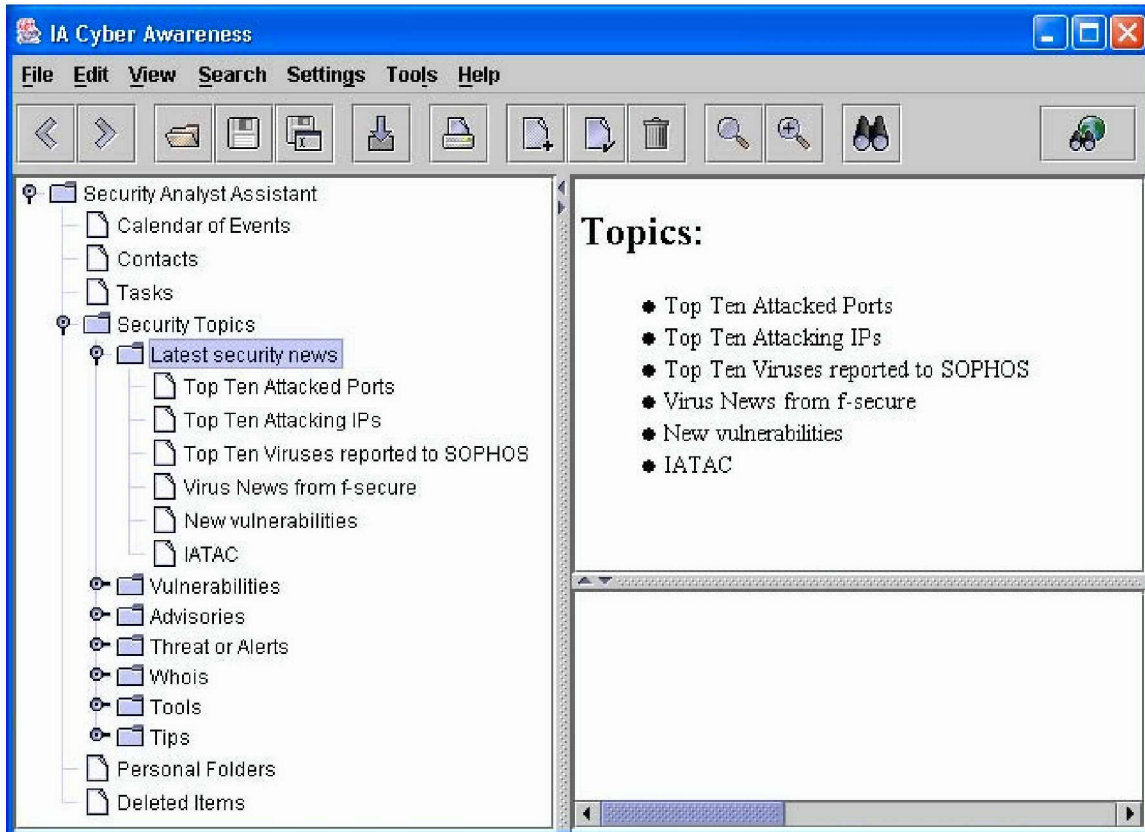 IA Cyber Awareness
File Edit View Search Settings Tools Help
Security Analyst Assistant
Calendar of Events
Contacts
Tasks
Security Topics
Latest security news
Top Ten Attacked Ports
Top Ten Attacking IPs
Top Ten Viruses reported to SOPHOS
Virus News from f-secure
New vulnerabilities
IATAC
Vulnerabilities
Advisories
Threat or Alerts
Whois
Tools
Tips
Personal Folders
Deleted Items
Topics:
Top Ten Attacked Ports
Top Ten Attacking IPs
Top Ten Viruses reported to SOPHOS
Virus News from f-secure
New vulnerabilities
IATAC